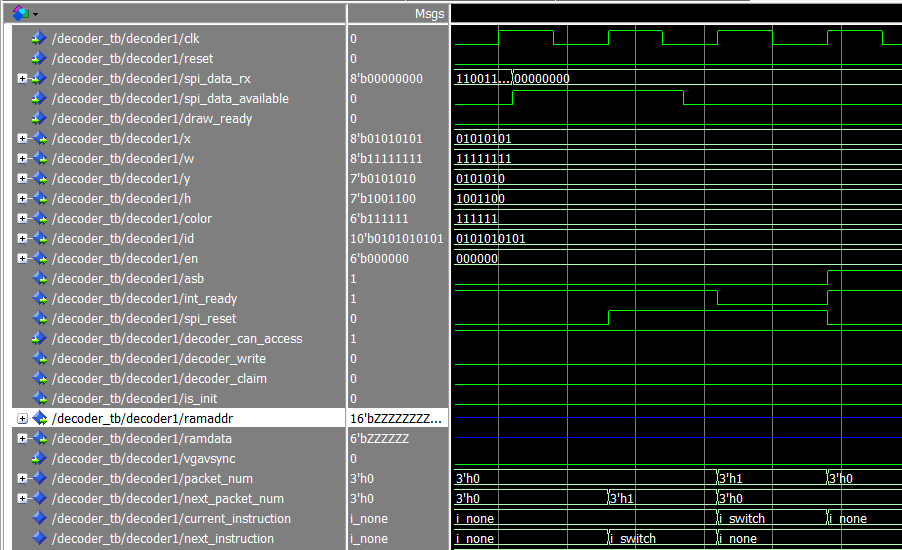 Msgs
/decoder_tb/decoder1/clk 0
/decoder_tb/decoder1/reset 0
/decoder_tb/decoder1/spi_data_rx 8'b00000000 110011... 00000000
/decoder_tb/decoder1/spi_data_available 0
/decoder_tb/decoder1/draw_ready 0
/decoder_tb/decoder1/x 8'b01010101 01010101
/decoder_tb/decoder1/w 8'b11111111 11111111
/decoder_tb/decoder1/y 7'b0101010 0101010
/decoder_tb/decoder1/h 7'b1001100 1001100
/decoder_tb/decoder1/color 6'b111111 111111
/decoder_tb/decoder1/id 10'b0101010101 0101010101
/decoder_tb/decoder1/en 6'b000000 000000
/decoder_tb/decoder1/asb 1
/decoder_tb/decoder1/int_ready 1
/decoder_tb/decoder1/spi_reset 0
/decoder_tb/decoder1/decoder_can_access 1
/decoder_tb/decoder1/decoder_write 0
/decoder_tb/decoder1/decoder_claim 0
/decoder_tb/decoder1/is_init 0
/decoder_tb/decoder1/ramaddr 16'bZZZZZZZZ...
/decoder_tb/decoder1/ramdata 6'bZZZZZZ
/decoder_tb/decoder1/vgavsync 0
/decoder_tb/decoder1/packet_num 3'h0 3'h0 3'h1 3'h0
/decoder_tb/decoder1/next_packet_num 3'h0 3'h0 3'h1 3'h0
/decoder_tb/decoder1/current_instruction i_none i_none i_switch i_none
/decoder_tb/decoder1/next_instruction i_none i_none i_switch i_none